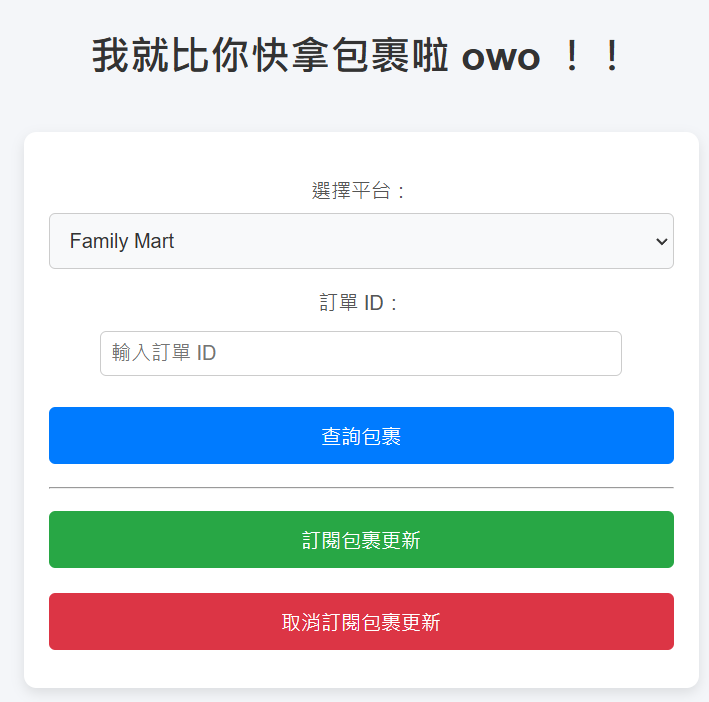 我就比你快拿包裹啦 owo ！！
選擇平台：
Family Mart
訂單 ID：
輸入訂單 ID
查詢包裹
訂閱包裹更新
取消訂閱包裹更新